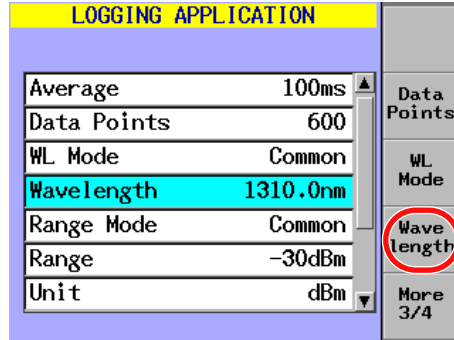 LOGGING APPLICATION
Average 100ms
Data Points 600
WL Mode Common
Wavelength 1310.0nm
Range Mode Common
Range -30dBm
Unit dBm
Data
Points
WL
Mode
Wave
length
More
3/4